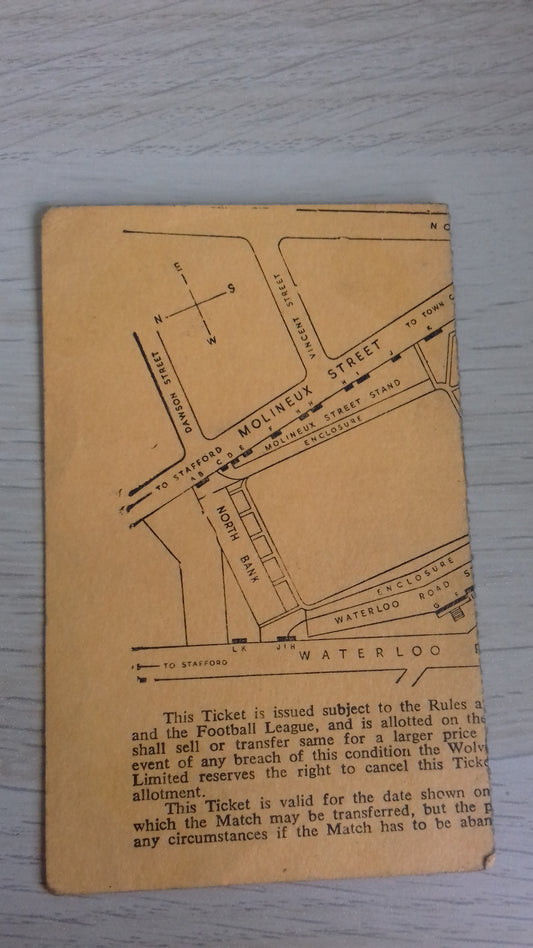 NO
E
N
S
W
VINCENT STREET
DAWSON STREET
TO TOWN C
MOLINEUX STREET
TO STAFFORD
A B C D E F H H H I J K
MOLINEUX STREET STAND
ENCLOSURE
NORTH BANK
ENCLOSURE
WATERLOO ROAD S
G F E
L K
J I H
WATERLOO
TO STAFFORD
This Ticket is issued subject to the Rules a
and the Football League, and is allotted on the
shall sell or transfer same for a larger price
event of any breach of this condition the Wolv
Limited reserves the right to cancel this Ticke
allotment.
This Ticket is valid for the date shown on
which the Match may be transferred, but the p
any circumstances if the Match has to be aban